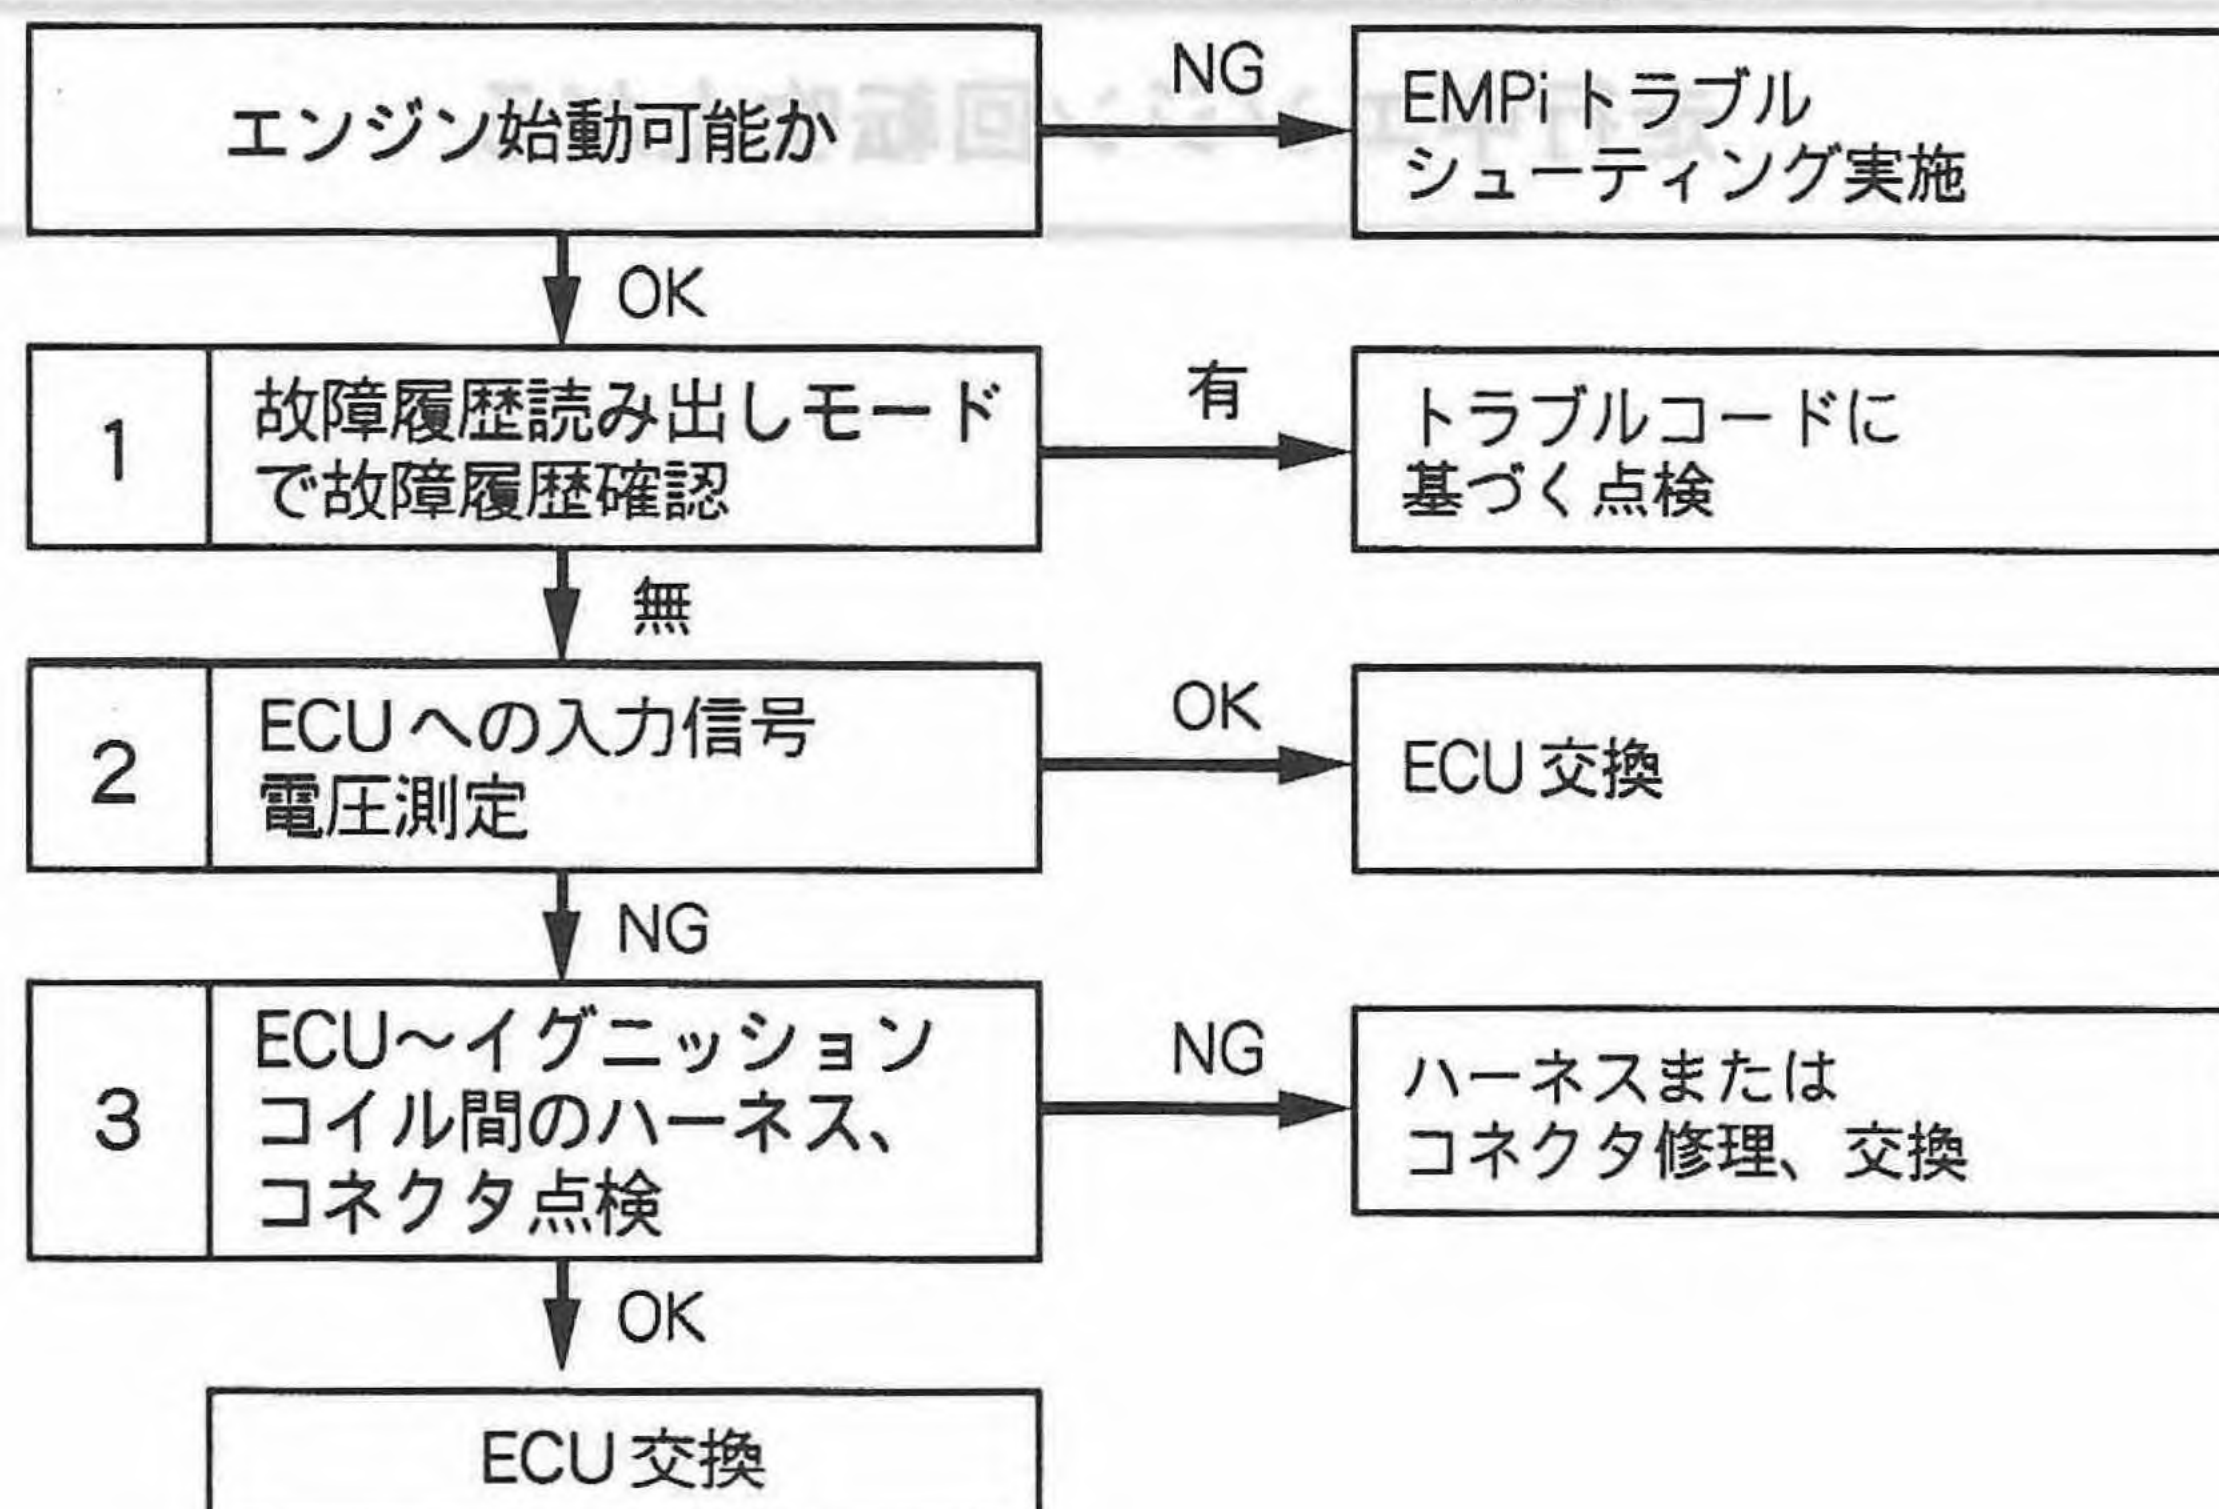 エンジン始動可能か
NG
EMPiトラブル
シューティング実施
OK
1
故障履歴読み出しモード
で故障履歴確認
有
トラブルコードに
基づく点検
無
2
ECUへの入力信号
電圧測定
OK
ECU交換
NG
3
ECU～イグニッション
コイル間のハーネス、
コネクタ点検
NG
ハーネスまたは
コネクタ修理、交換
OK
ECU交換